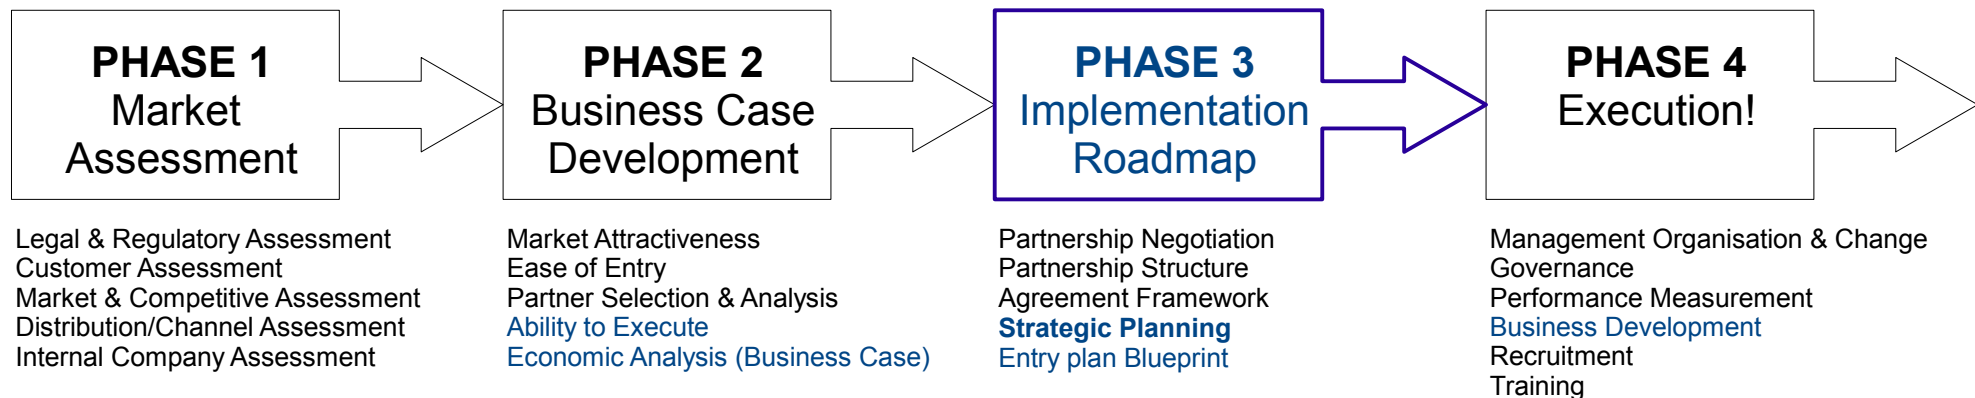 PHASE 1
Market
Assessment
Legal & Regulatory Assessment
Customer Assessment
Market & Competitive Assessment
Distribution/Channel Assessment
Internal Company Assessment
PHASE 2
Business Case
Development
Market Attractiveness
Ease of Entry
Partner Selection & Analysis
Ability to Execute
Economic Analysis (Business Case)
PHASE 3
Implementation
Roadmap
Partnership Negotiation
Partnership Structure
Agreement Framework
Strategic Planning
Entry plan Blueprint
PHASE 4
Execution!
Management Organisation & Change
Governance
Performance Measurement
Business Development
Recruitment
Training